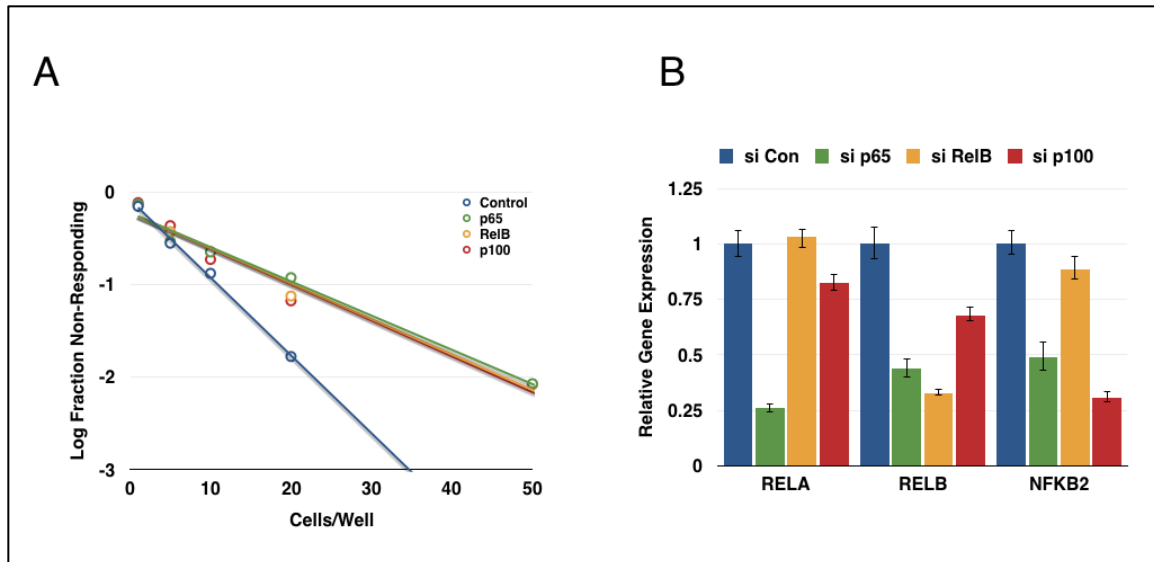 A
Log Fraction Non-Responding
0
-1
-2
-3
0 10 20 30 40 50
Cells/Well
Control
p65
RelB
p100
B
si Con si p65 si RelB si p100
Relative Gene Expression
1.25
1
0.75
0.5
0.25
0
RELA RELB NFKB2